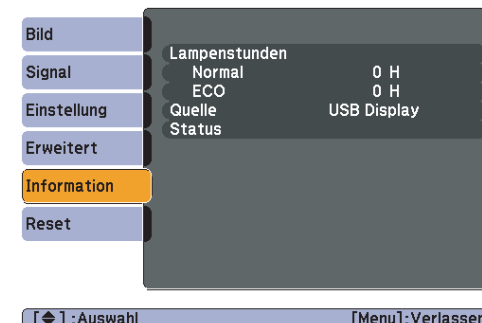 Bild
Signal
Einstellung
Erweitert
Information
Reset
Lampenstunden
Normal 0 H
ECO 0 H
Quelle USB Display
Status
[◆] :Auswahl [Menu]:Verlassen